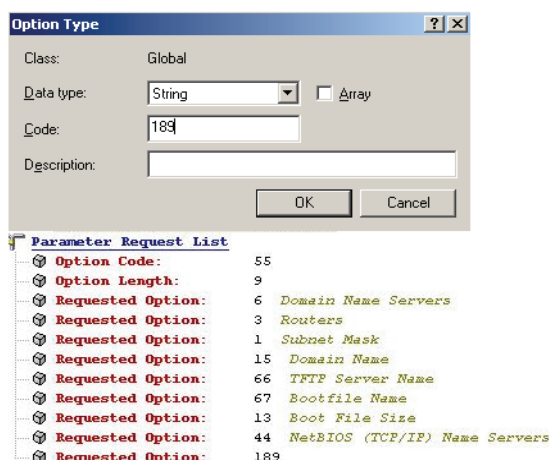 Option Type
Class: Global
Data type: String Array
Code: 189
Description:
OK Cancel
Parameter Request List
Option Code: 55
Option Length: 9
Requested Option: 6 Domain Name Servers
Requested Option: 3 Routers
Requested Option: 1 Subnet Mask
Requested Option: 15 Domain Name
Requested Option: 66 TFTP Server Name
Requested Option: 67 Bootfile Name
Requested Option: 13 Boot File Size
Requested Option: 44 NetBIOS (TCP/IP) Name Servers
Requested Option: 189